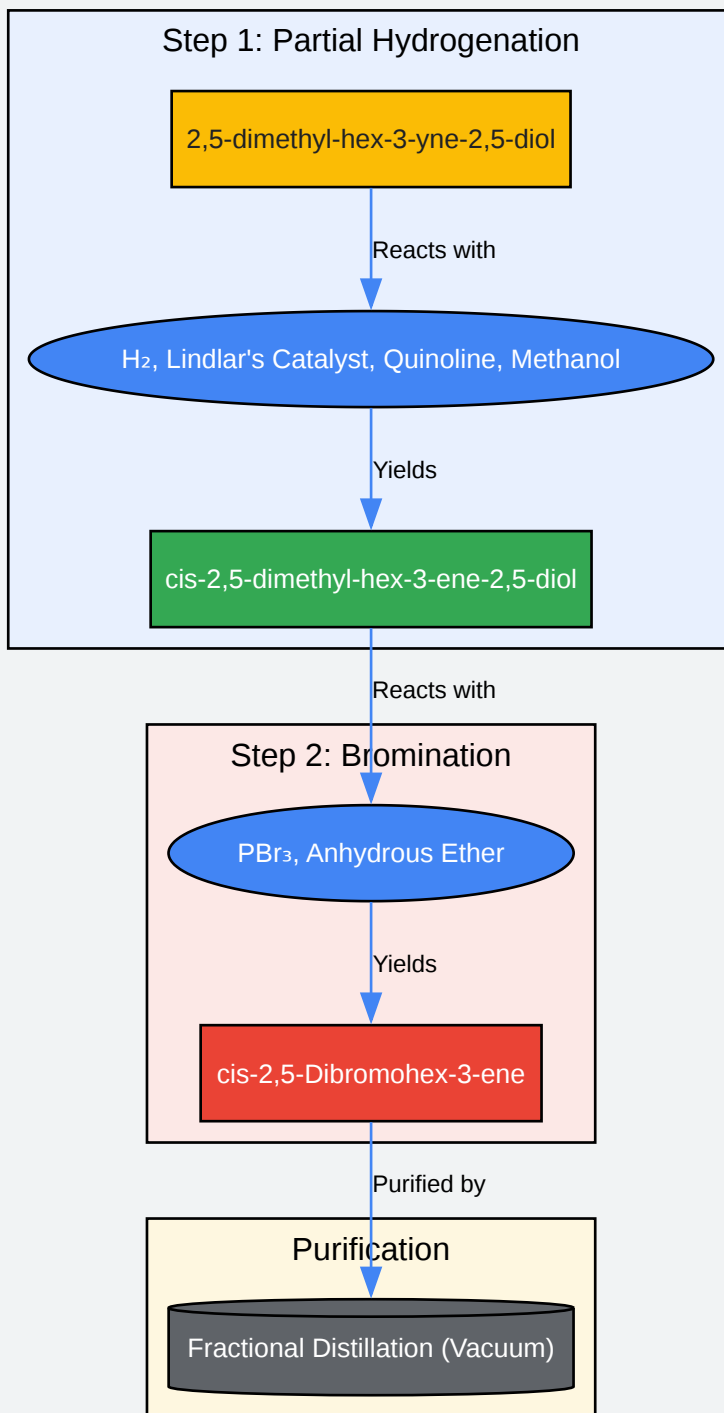 Step 1: Partial Hydrogenation
2,5-dimethyl-hex-3-yne-2,5-diol
Reacts with
H₂, Lindlar's Catalyst, Quinoline, Methanol
Yields
cis-2,5-dimethyl-hex-3-ene-2,5-diol
Reacts with
Step 2: Bromination
PBr₃, Anhydrous Ether
Yields
cis-2,5-Dibromohex-3-ene
Purified by
Purification
Fractional Distillation (Vacuum)